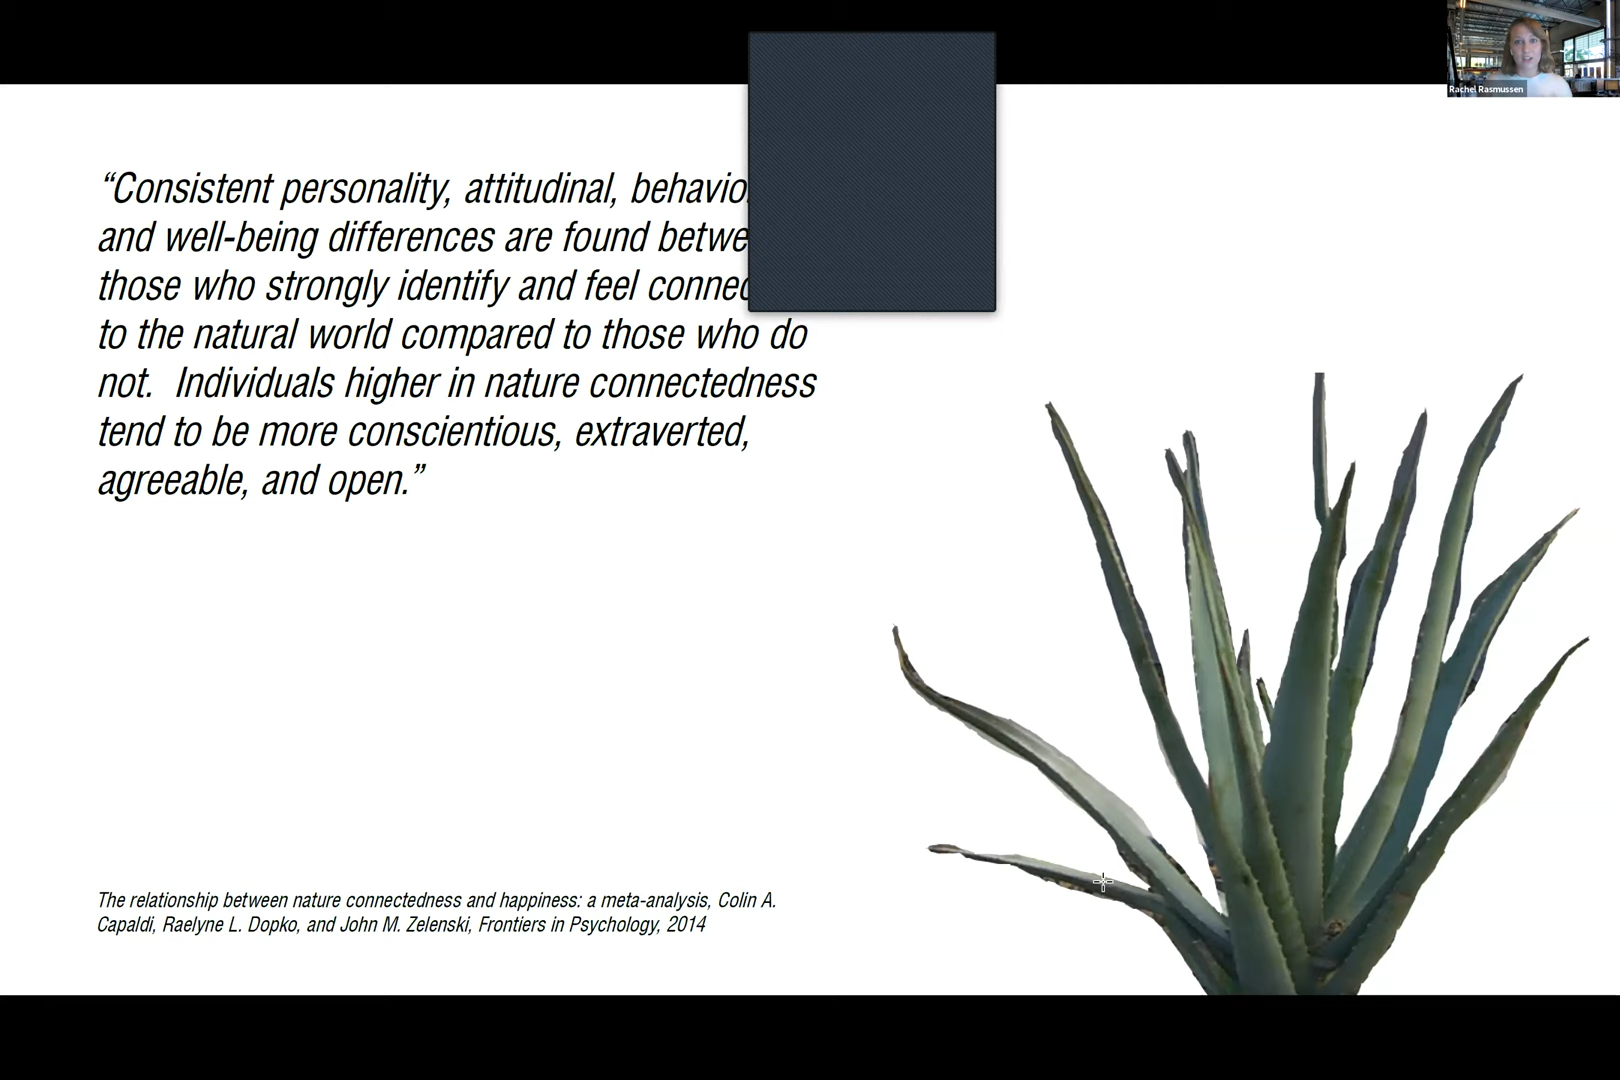 Rachel Rasmussen
“Consistent personality, attitudinal,
and well-being differences are found
those who strongly identify and feel
to the natural world compared to those who do
not. Individuals higher in nature connectedness
tend to be more conscientious, extraverted,
agreeable, and open.”
The relationship between nature connectedness and happiness: a meta-analysis, Colin A.
Capaldi, Raelyne L. Dopko, and John M. Zelenski, Frontiers in Psychology, 2014